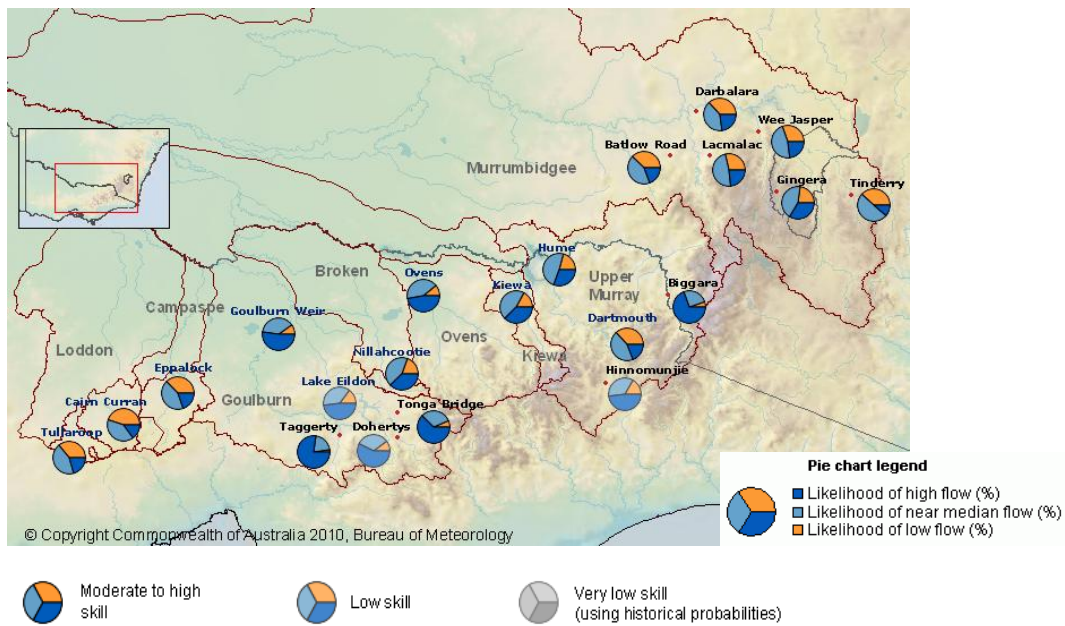 Darbalara
Wee Jasper
Batlow Road
Lacmalac
Murrumbidgee
Gingera
Tinderry
Hume
Broken
Ovens
Upper
Murray
Kiewa
Biggara
Campaspe
Goulburn Weir
Dartmouth
Ovens
Loddon
Nillahcootie
Kiewa
Eppalock
Hinnomunjie
Lake Eildon
Cairn Curran
Goulburn
Tonga Bridge
Taggerty
Dohertys
Tullaroop
Pie chart legend
Likelihood of high flow (%)
Likelihood of near median flow (%)
Likelihood of low flow (%)
© Copyright Commonwealth of Australia 2010, Bureau of Meteorology
Moderate to high
skill
Low skill
Very low skill
(using historical probabilities)